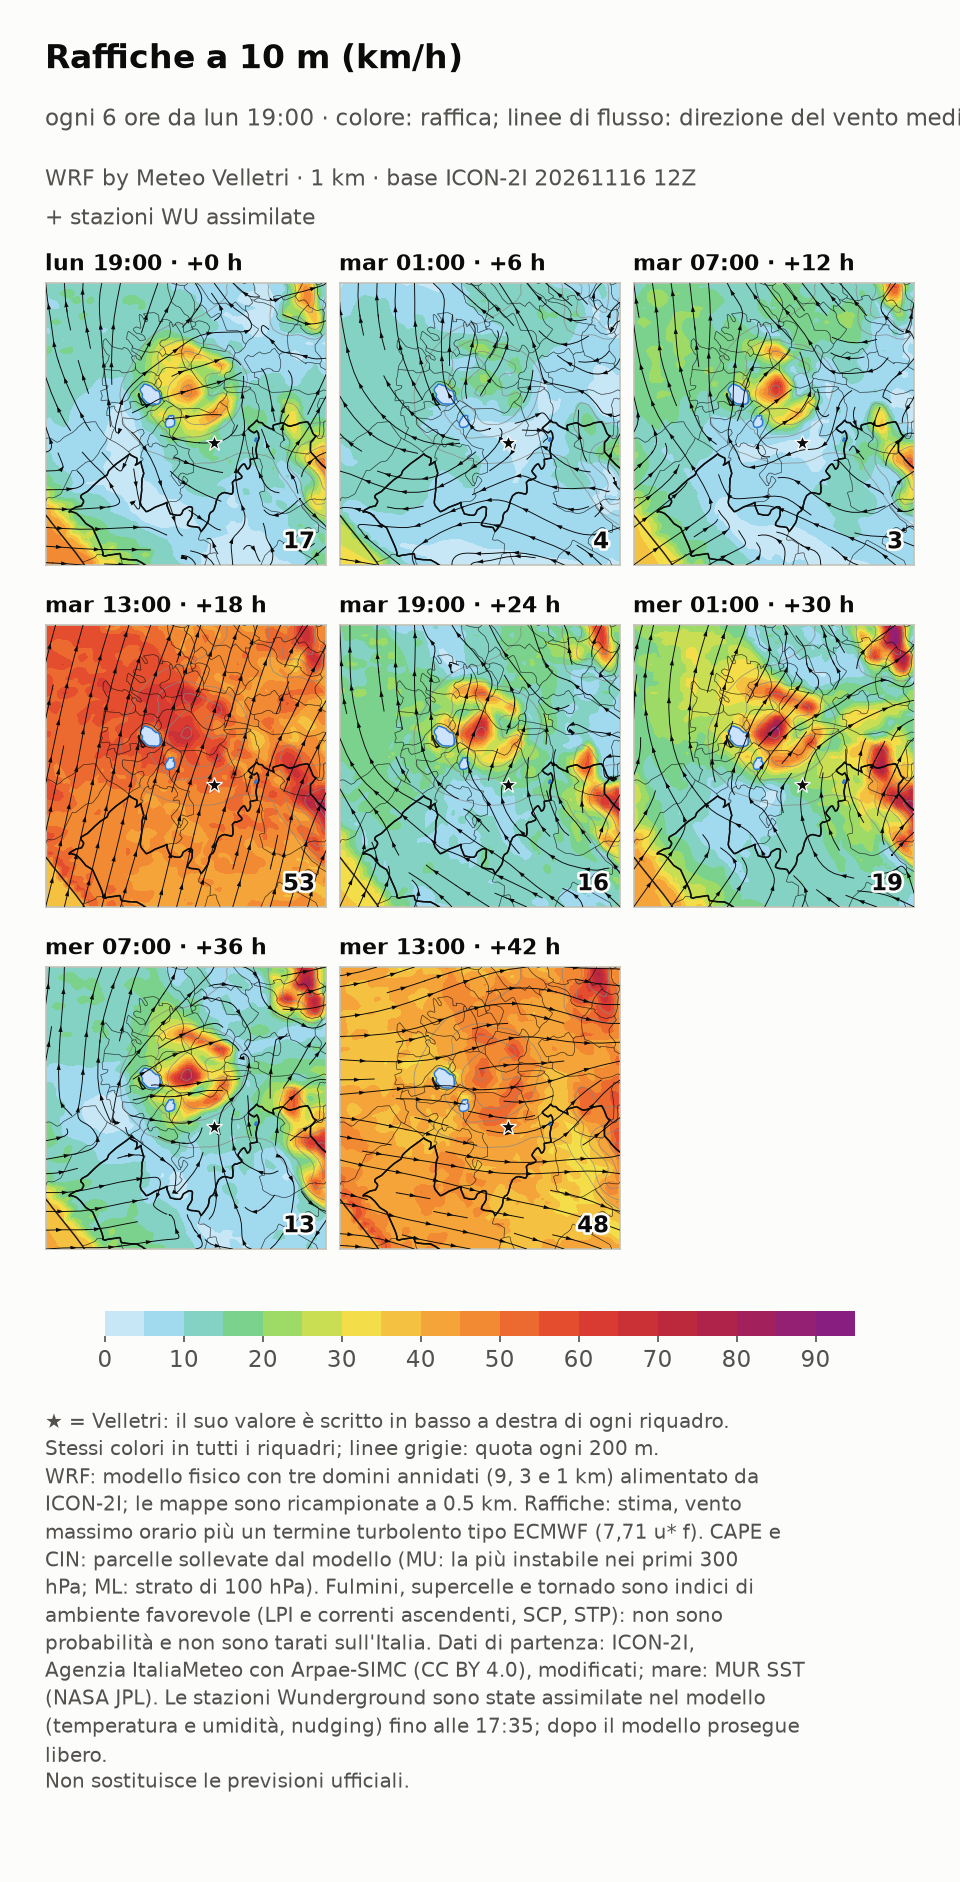 Raffiche a 10 m (km/h)
ogni 6 ore da lun 19:00 · colore: raffica; linee di flusso: direzione del vento medi
WRF by Meteo Velletri · 1 km · base ICON-2I 20261116 12Z
+ stazioni WU assimilate
lun 19:00 · +0 h
mar 01:00 · +6 h
mar 07:00 · +12 h
17
4
3
mar 13:00 · +18 h
mar 19:00 · +24 h
mer 01:00 · +30 h
53
16
19
mer 07:00 · +36 h
mer 13:00 · +42 h
13
48
0 10 20 30 40 50 60 70 80 90
★ = Velletri: il suo valore è scritto in basso a destra di ogni riquadro.
Stessi colori in tutti i riquadri; linee grigie: quota ogni 200 m.
WRF: modello fisico con tre domini annidati (9, 3 e 1 km) alimentato da
ICON-2I; le mappe sono ricampionate a 0.5 km. Raffiche: stima, vento
massimo orario più un termine turbolento tipo ECMWF (7,71 u* f). CAPE e
CIN: parcelle sollevate dal modello (MU: la più instabile nei primi 300
hPa; ML: strato di 100 hPa). Fulmini, supercelle e tornado sono indici di
ambiente favorevole (LPI e correnti ascendenti, SCP, STP): non sono
probabilità e non sono tarati sull'Italia. Dati di partenza: ICON-2I,
Agenzia ItaliaMeteo con Arpae-SIMC (CC BY 4.0), modificati; mare: MUR SST
(NASA JPL). Le stazioni Wunderground sono state assimilate nel modello
(temperatura e umidità, nudging) fino alle 17:35; dopo il modello prosegue
libero.
Non sostituisce le previsioni ufficiali.